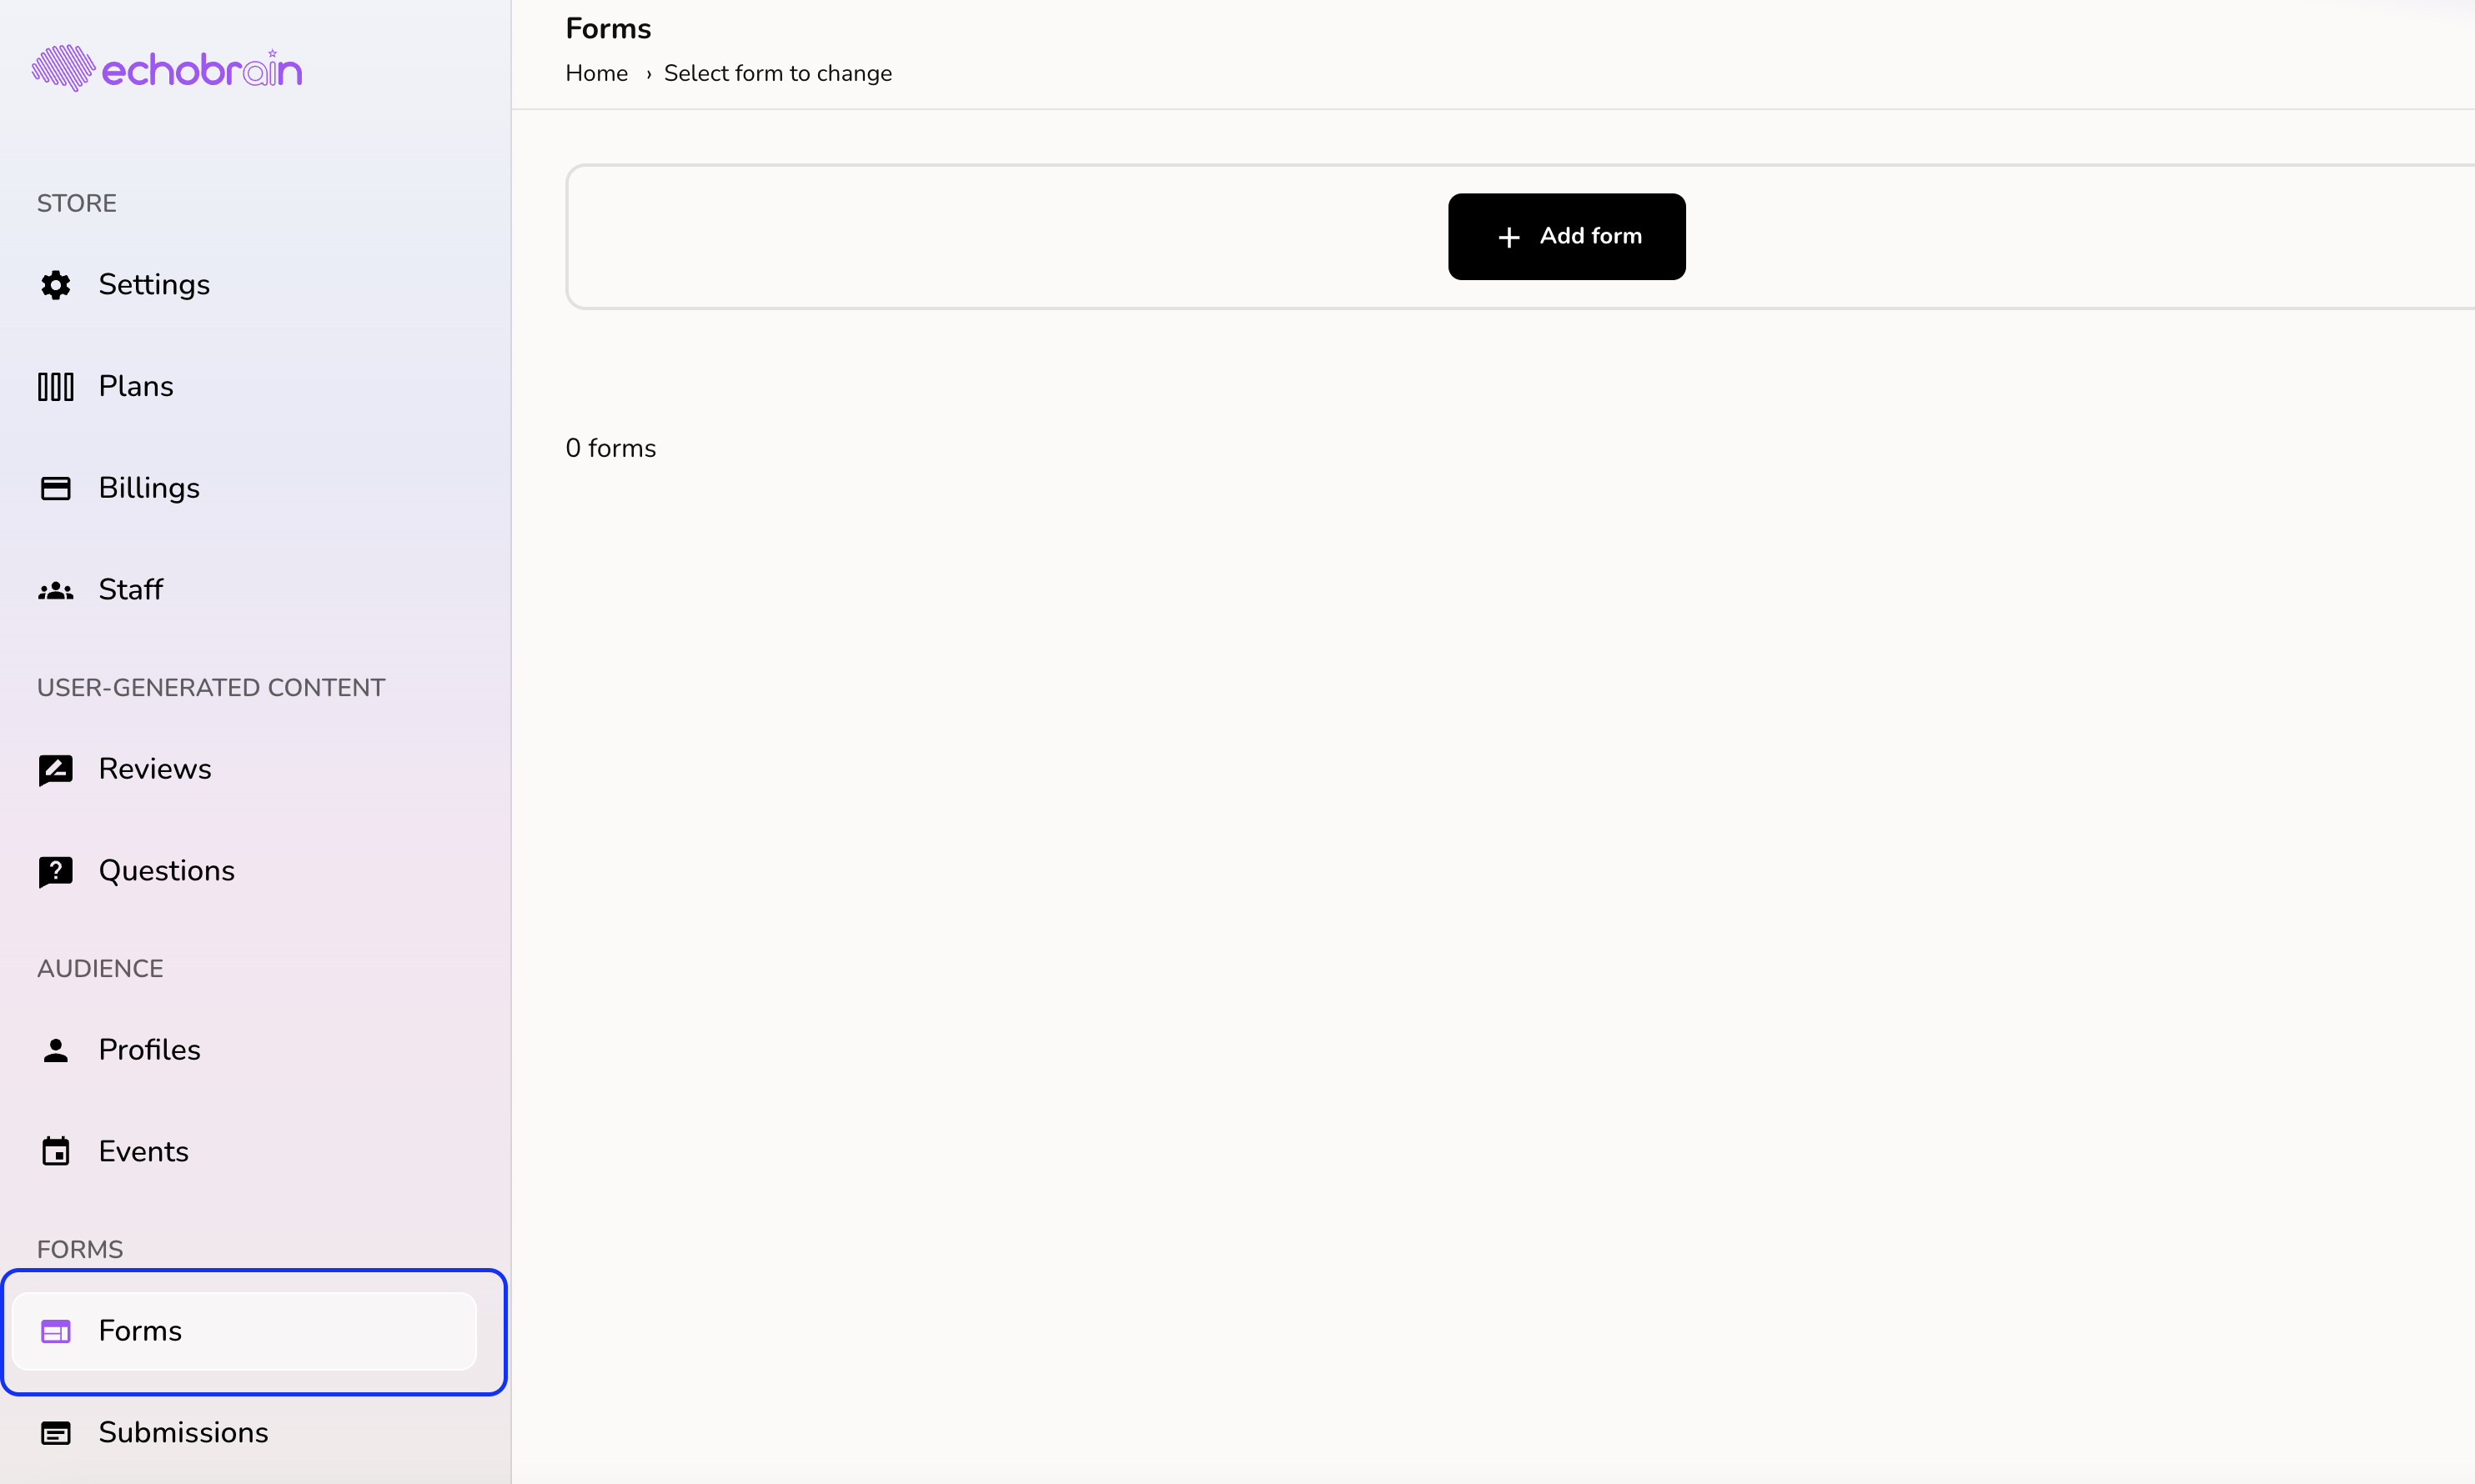 echobrain
STORE
Settings
Plans
Billings
Staff
USER-GENERATED CONTENT
Reviews
Questions
AUDIENCE
Profiles
Events
FORMS
Forms
Submissions
Forms
Home › Select form to change
+ Add form
0 forms